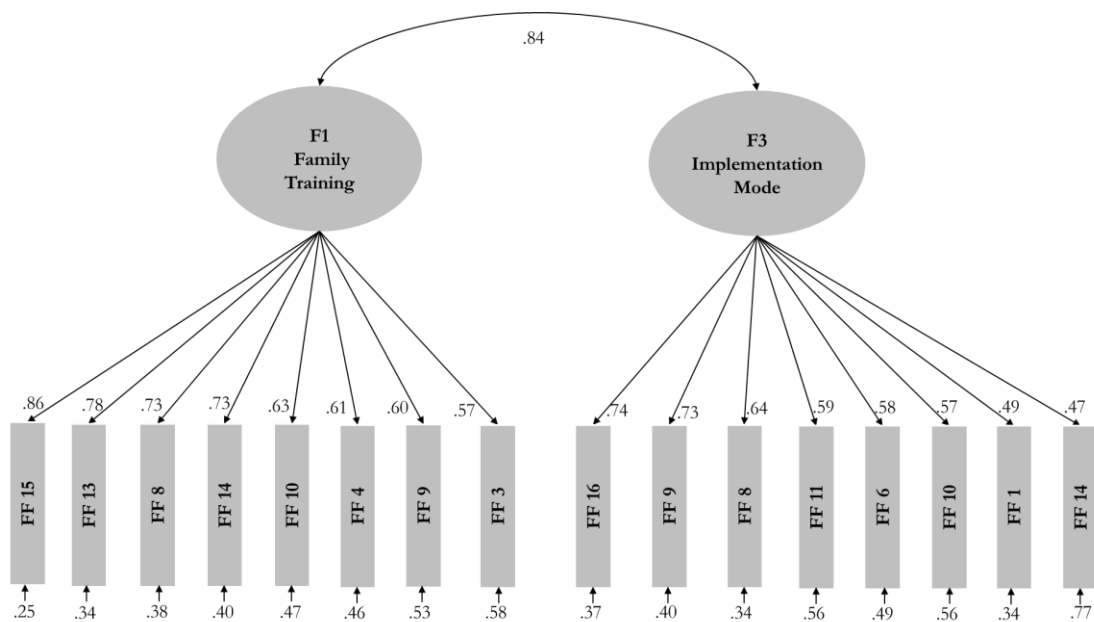 .84
F1
Family
Training
F3
Implementation
Mode
.86 .78 .73 .73 .63 .61 .60 .57 .74 .73 .64 .59 .58 .57 .49 .47
FF 15 FF 13 FF 8 FF 14 FF 10 FF 4 FF 9 FF 3 FF 16 FF 9 FF 8 FF 11 FF 6 FF 10 FF 1 FF 14
.25 .34 .38 .40 .47 .46 .53 .58 .37 .40 .34 .56 .49 .56 .34 .77